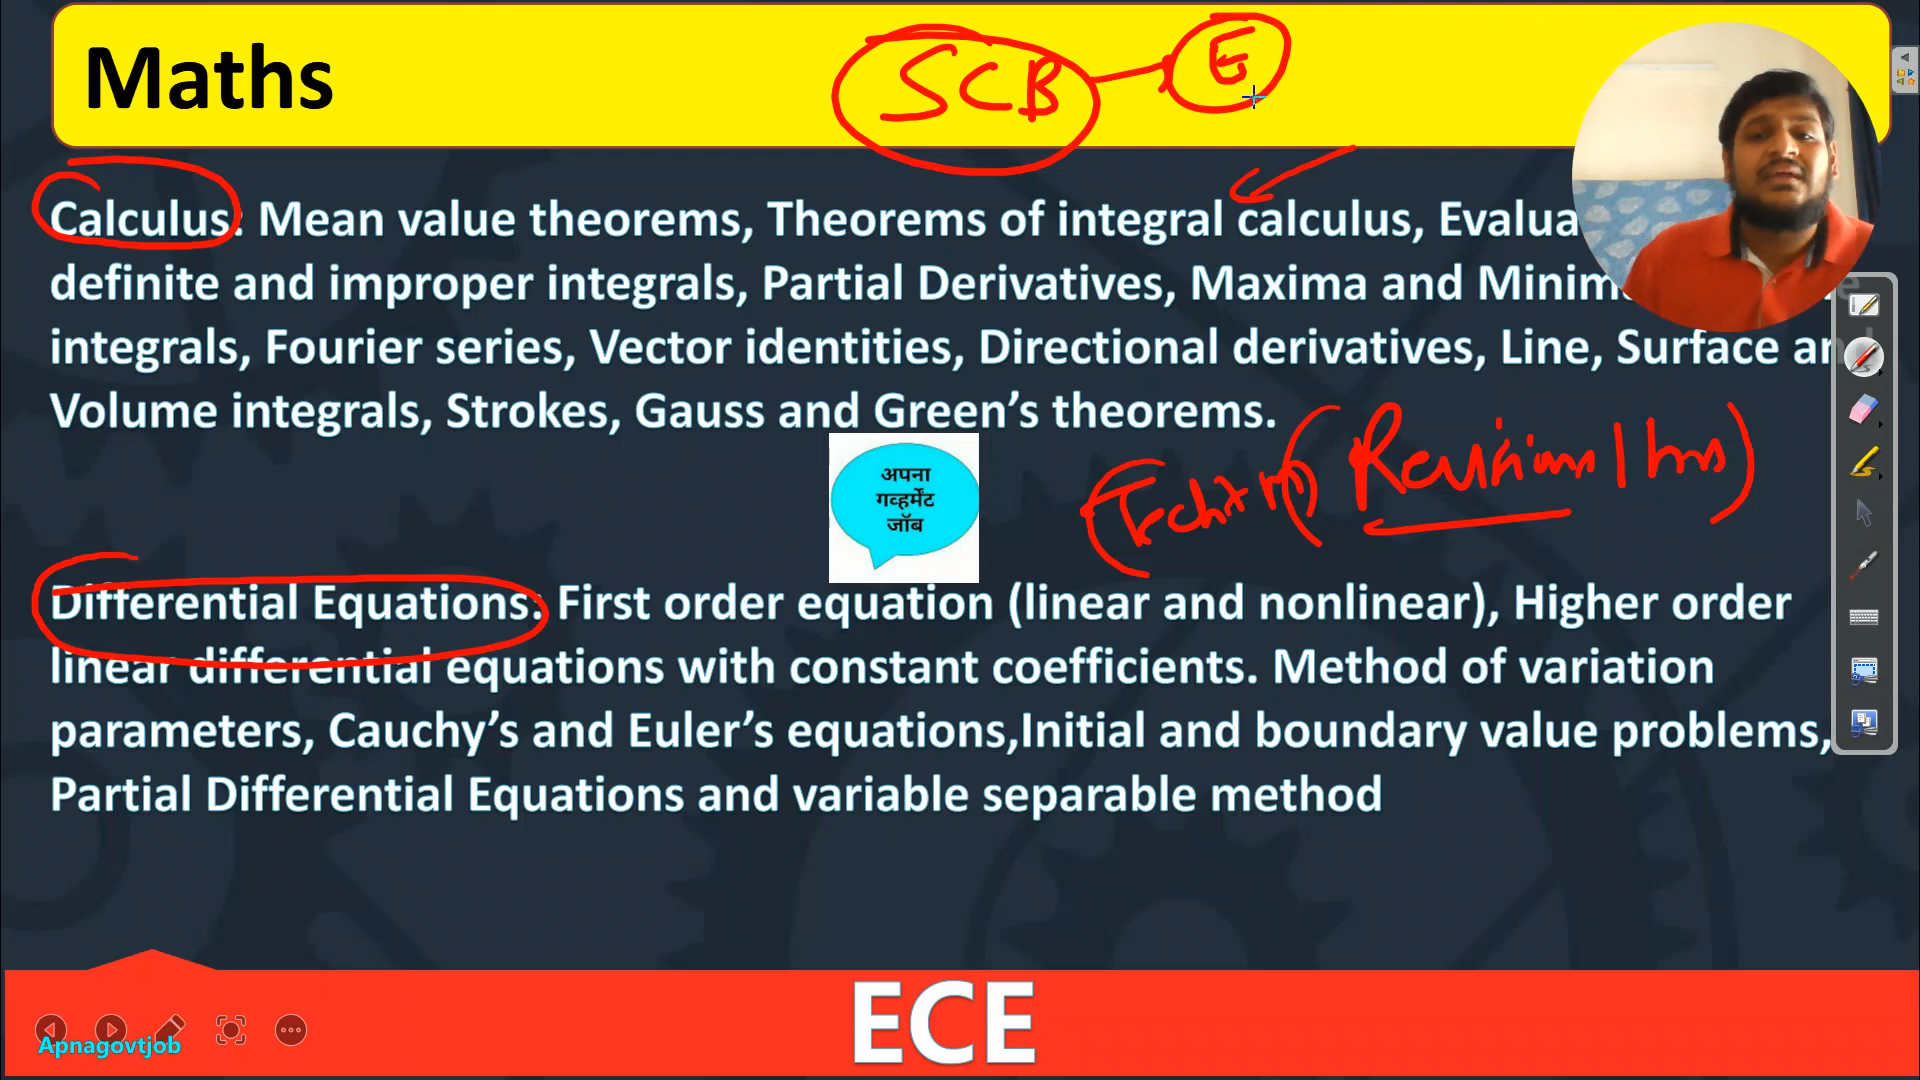 Maths
SCB
E
Calculus: Mean value theorems, Theorems of integral calculus, Evalua
definite and improper integrals, Partial Derivatives, Maxima and Minim
integrals, Fourier series, Vector identities, Directional derivatives, Line, Surface an
Volume integrals, Strokes, Gauss and Green’s theorems.
अपना
गव्हर्मेंट
जॉब
Differential Equations: First order equation (linear and nonlinear), Higher order
linear differential equations with constant coefficients. Method of variation
parameters, Cauchy’s and Euler’s equations,Initial and boundary value problems,
Partial Differential Equations and variable separable method
ECE
Apnagovtjob